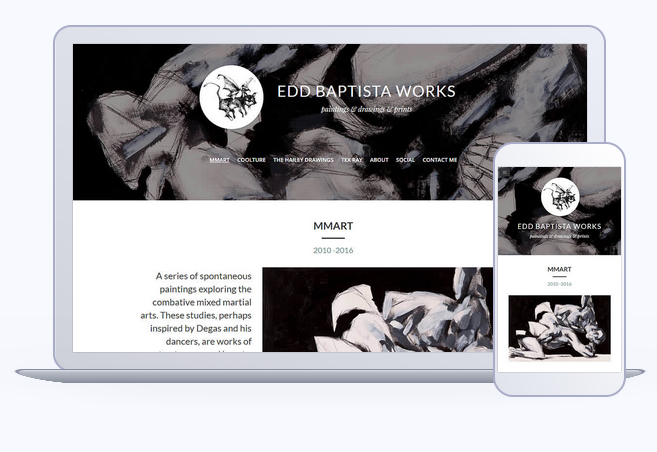 EDD BAPTISTA WORKS
paintings & drawings & prints
MMART COOLTURE THE HARLEY DRAWINGS TEX RAY ABOUT SOCIAL CONTACT ME
MMART
2010 -2016
A series of spontaneous
paintings exploring the
combative mixed martial
arts. These studies, perhaps
inspired by Degas and his
dancers, are works of
EDD BAPTISTA WORKS
paintings & drawings & prints
MMART
2010-2016